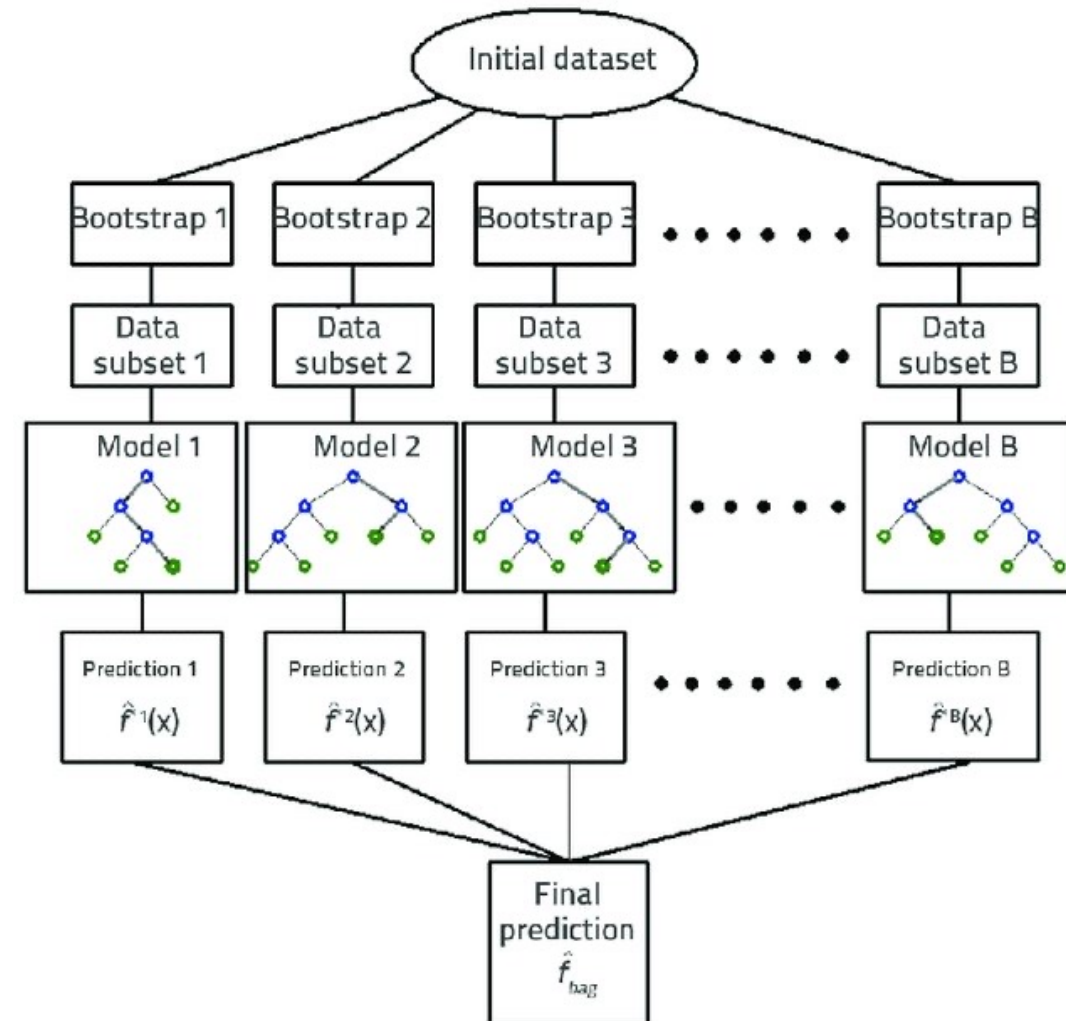 Initial dataset
Bootstrap 1
Bootstrap 2
Bootstrap 3
Bootstrap B
Data
subset 1
Data
subset 2
Data
subset 3
Data
subset B
Model 1
Model 2
Model 3
Model B
Prediction 1
f̂¹(x)
Prediction 2
f̂²(x)
Prediction 3
f̂³(x)
Prediction B
f̂ᴮ(x)
Final
prediction
f̂bag